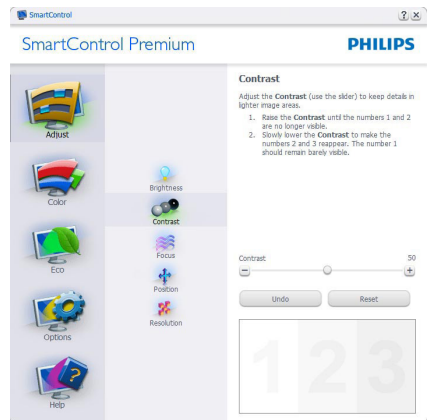 SmartControl
? x
SmartControl Premium
PHILIPS
Adjust
Color
Eco
Options
Help
Brightness
Contrast
Focus
Position
Resolution
Contrast
Adjust the Contrast (use the slider) to keep details in
lighter image areas.
1. Raise the Contrast until the numbers 1 and 2
are no longer visible.
2. Slowly lower the Contrast to make the
numbers 2 and 3 reappear. The number 1
should remain barely visible.
Contrast 50
Undo Reset
1 2 3